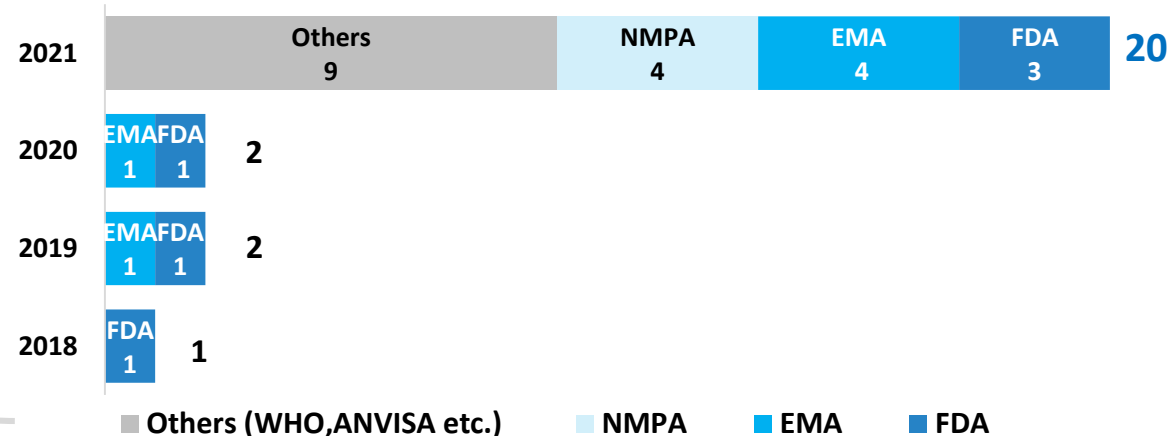 2021 Others NMPA EMA FDA 20
9 4 4 3
2020 EMA FDA 2
1 1
2019 EMA FDA 2
1 1
2018 FDA 1
1
Others (WHO,ANVISA etc.) NMPA EMA FDA